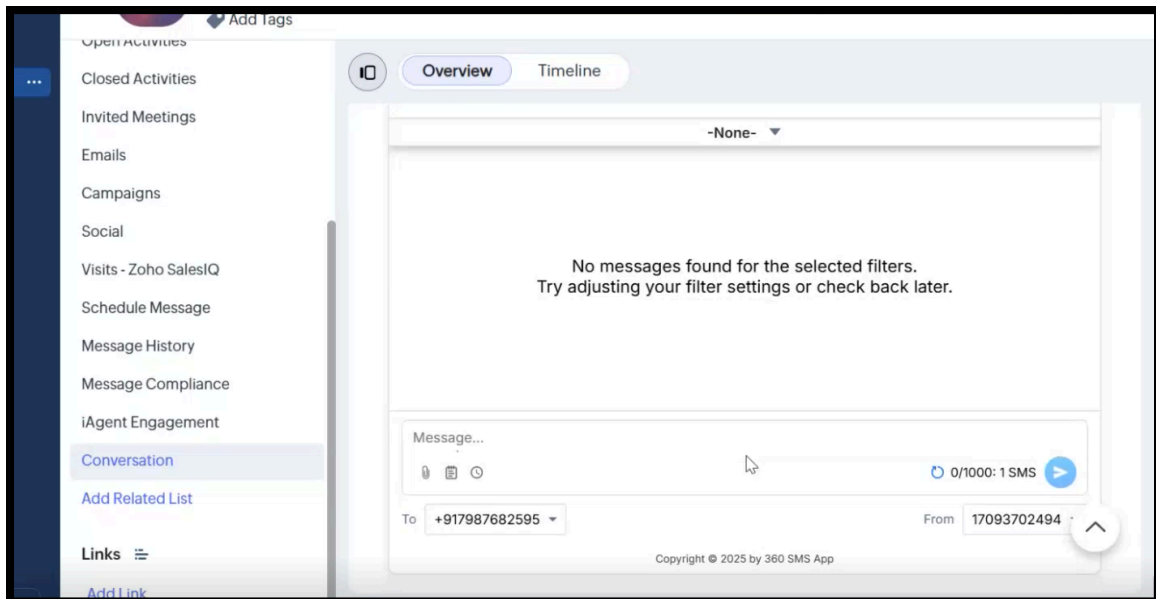 Add Tags
Open Activities
Closed Activities
Invited Meetings
Emails
Campaigns
Social
Visits - Zoho SalesIQ
Schedule Message
Message History
Message Compliance
iAgent Engagement
Conversation
Add Related List
Links
Add Link
Overview Timeline
-None-
No messages found for the selected filters.
Try adjusting your filter settings or check back later.
Message...
0/1000: 1 SMS
To +917987682595 From 17093702494
Copyright © 2025 by 360 SMS App